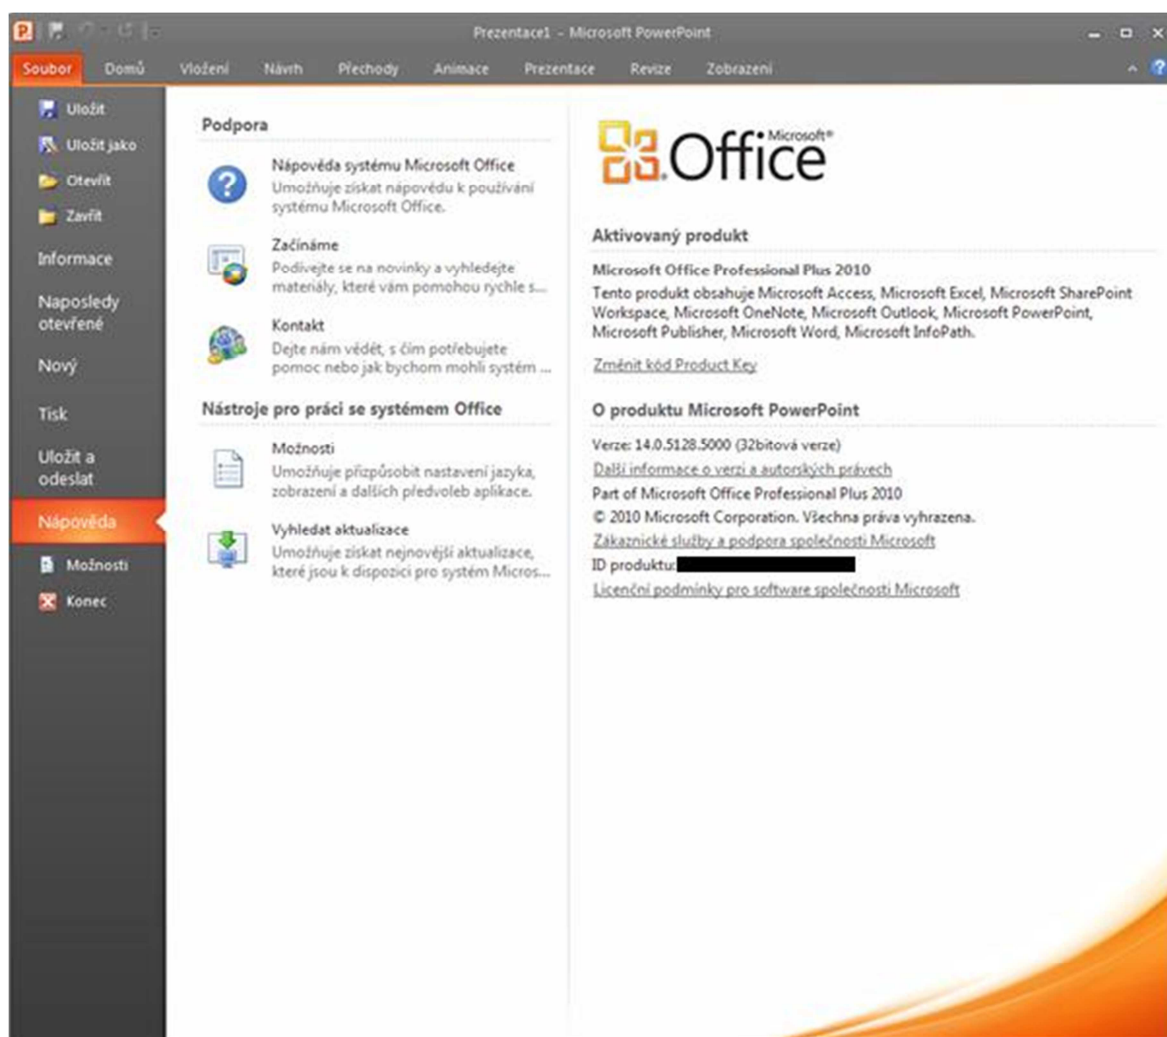 Prezentace1 - Microsoft PowerPoint
Soubor Domů Vložení Návrh Přechody Animace Prezentace Revize Zobrazení
Uložit
Uložit jako
Otevřít
Zavřít
Informace
Naposledy
otevřené
Nový
Tisk
Uložit a
odeslat
Nápověda
Možnosti
Konec
Podpora
Nápověda systému Microsoft Office
Umožňuje získat nápovědu k používání
systému Microsoft Office.
Začínáme
Podívejte se na novinky a vyhledejte
materiály, které vám pomohou rychle s...
Kontakt
Dejte nám vědět, s čím potřebujete
pomoc nebo jak bychom mohli systém ...
Nástroje pro práci se systémem Office
Možnosti
Umožňuje přizpůsobit nastavení jazyka,
zobrazení a dalších předvoleb aplikace.
Vyhledat aktualizace
Umožňuje získat nejnovější aktualizace,
které jsou k dispozici pro systém Micros...
Microsoft®
Office
Aktivovaný produkt
Microsoft Office Professional Plus 2010
Tento produkt obsahuje Microsoft Access, Microsoft Excel, Microsoft SharePoint
Workspace, Microsoft OneNote, Microsoft Outlook, Microsoft PowerPoint,
Microsoft Publisher, Microsoft Word, Microsoft InfoPath.
Změnit kód Product Key
O produktu Microsoft PowerPoint
Verze: 14.0.5128.5000 (32bitová verze)
Další informace o verzi a autorských právech
Part of Microsoft Office Professional Plus 2010
© 2010 Microsoft Corporation. Všechna práva vyhrazena.
Zákaznické služby a podpora společnosti Microsoft
ID produktu:
Licenční podmínky pro software společnosti Microsoft